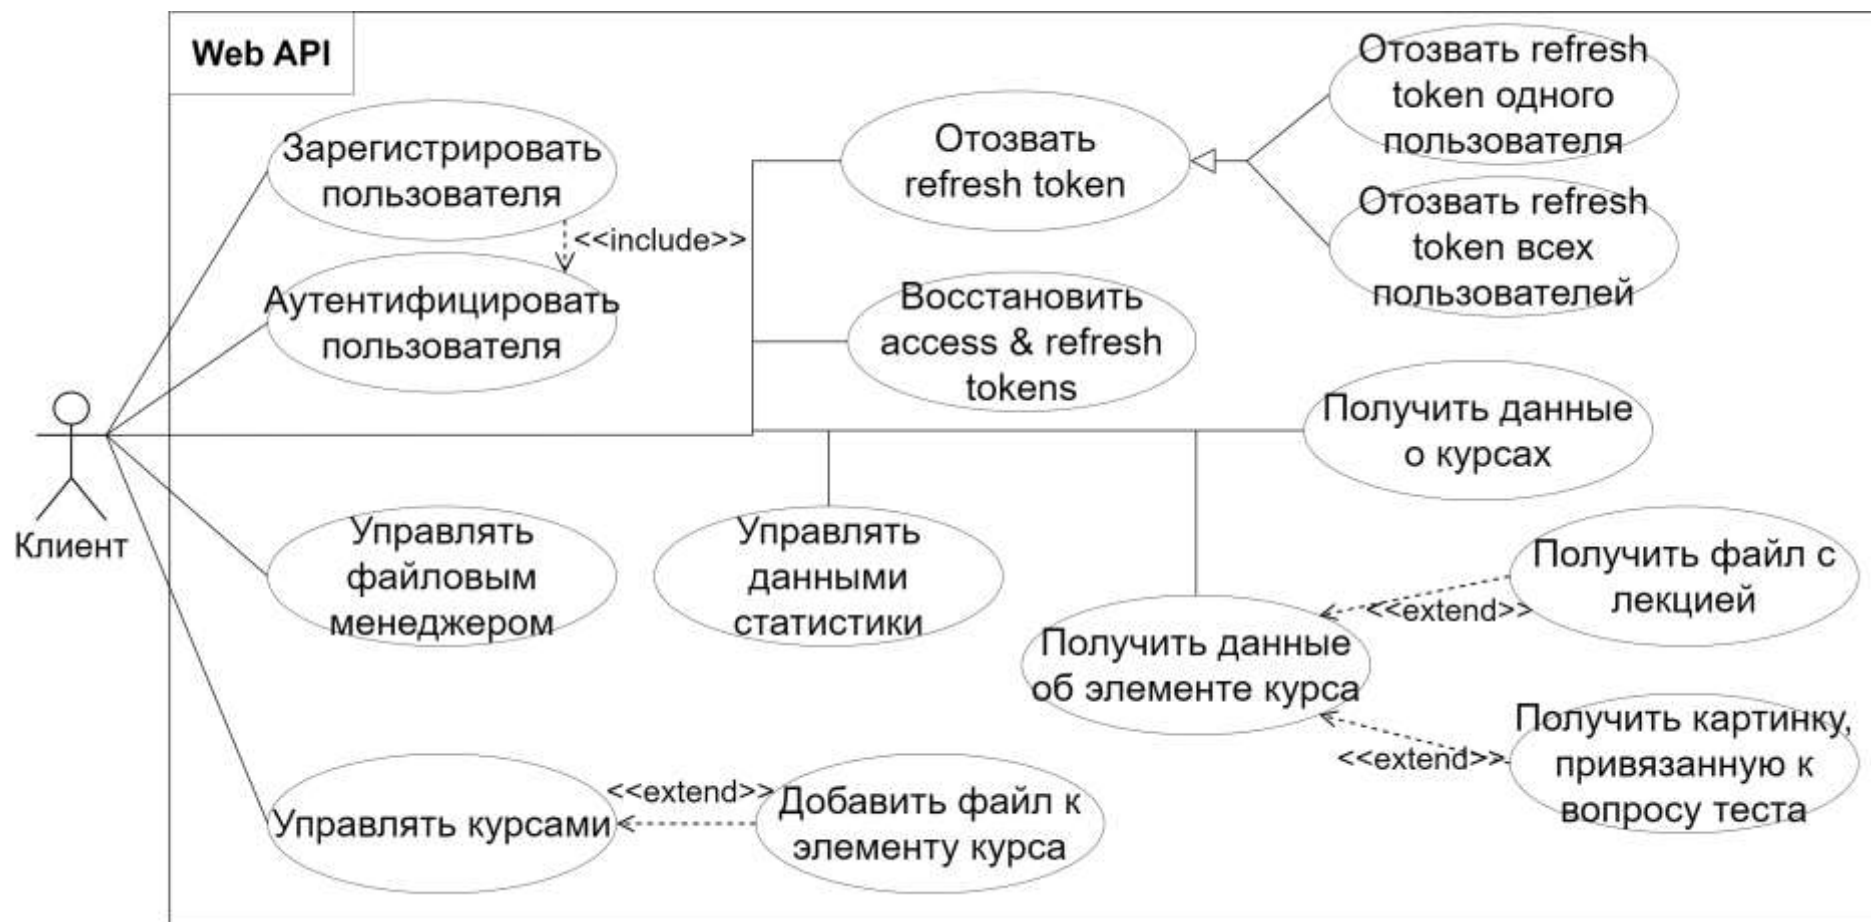 Web API
Зарегистрировать
пользователя
<<include>>
Аутентифицировать
пользователя
Отозвать
refresh token
Отозвать refresh
token одного
пользователя
Отозвать refresh
token всех
пользователей
Восстановить
access & refresh
tokens
Получить данные
о курсах
Клиент
Управлять
файловым
менеджером
Управлять
данными
статистики
Получить данные
об элементе курса
<<extend>>
Получить файл с
лекцией
<<extend>>
Получить картинку,
привязанную к
вопросу теста
Управлять курсами
<<extend>>
Добавить файл к
элементу курса